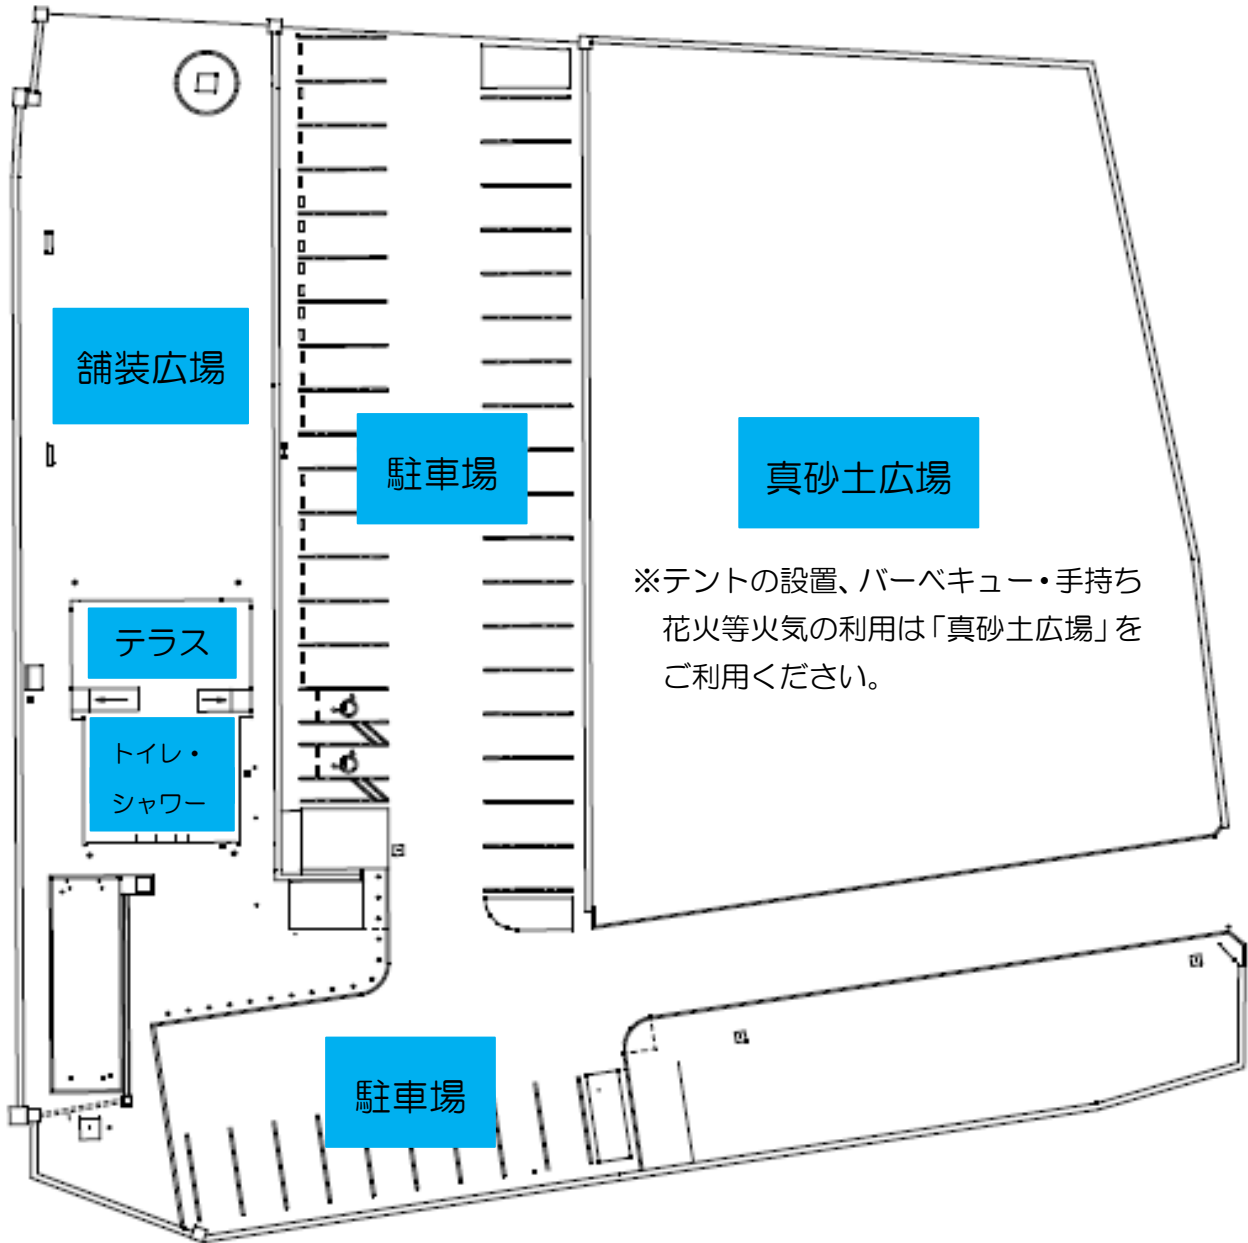 舗装広場
駐車場
真砂土広場
※テントの設置、バーベキュー・手持ち
花火等火気の利用は「真砂土広場」を
ご利用ください。
テラス
トイレ・
シャワー
駐車場